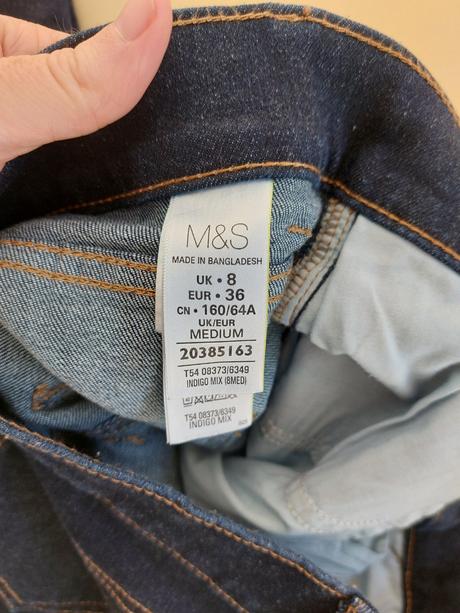 M&S
MADE IN BANGLADESH
UK • 8
EUR • 36
CN • 160/64A
UK/EUR
MEDIUM
20385163
T54 08373/6349
INDIGO MIX (8MED)
T54 08373/6349
INDIGO MIX